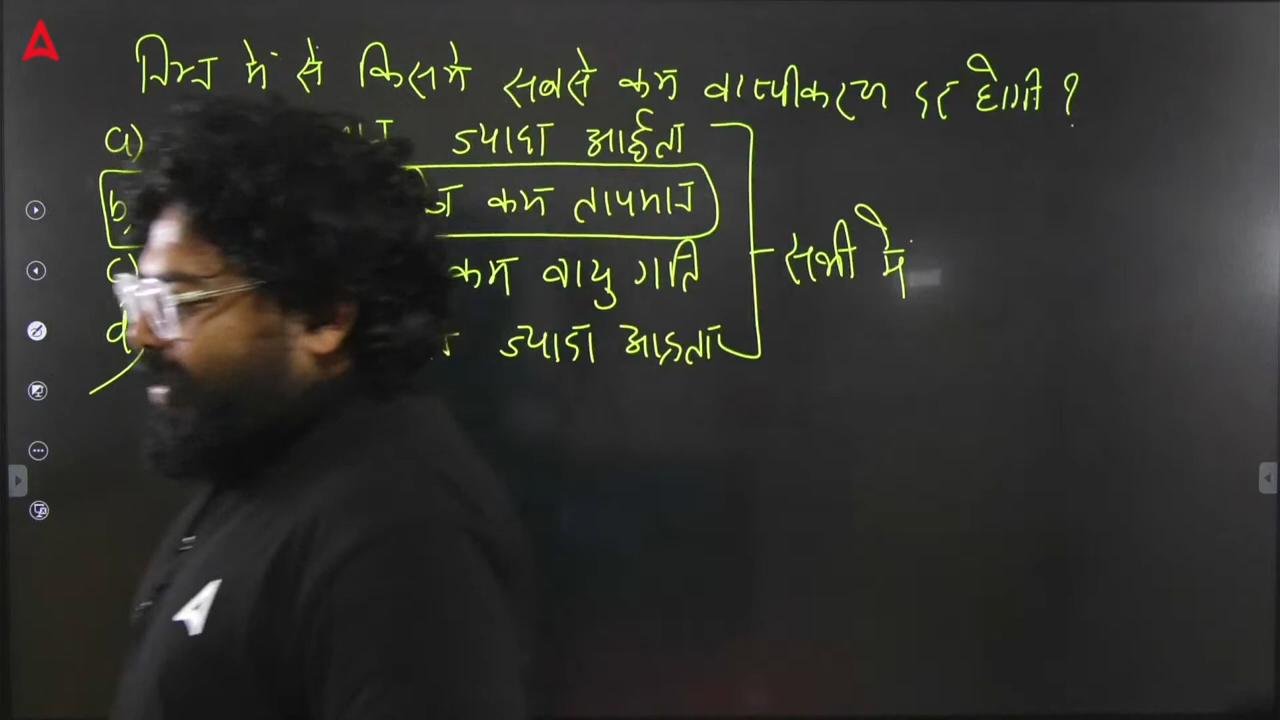 निम्न में से किसमे सबसे कम वाष्पीकरण दर होगी ?
a) ज्यादा आर्द्रता
b, कम तापमान
c) कम वायु गति
d ज्यादा आद्रता
सभी में